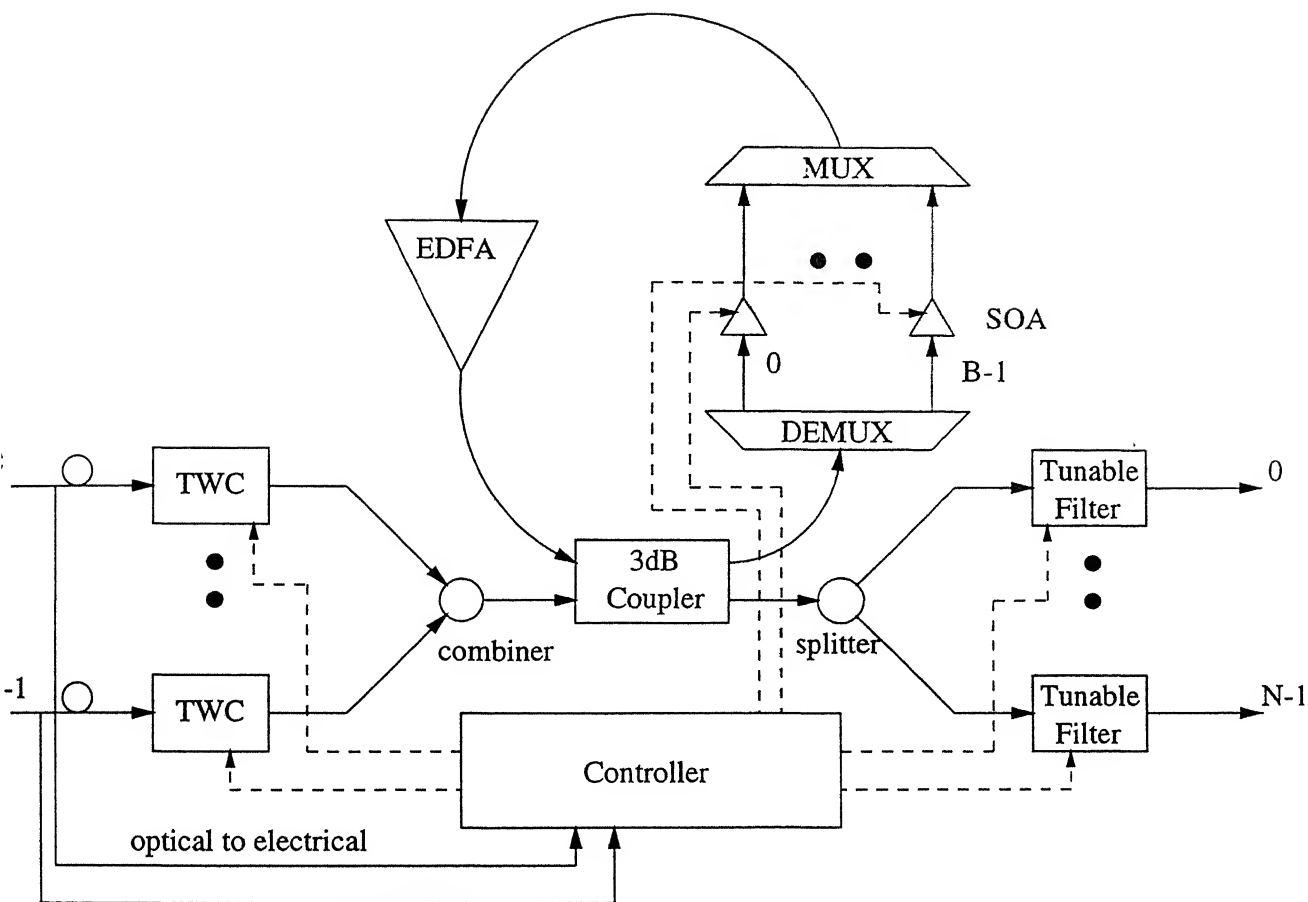 MUX
EDFA
SOA
0
B-1
DEMUX
TWC
Tunable
Filter
0
3dB
Coupler
combiner
splitter
-1
TWC
Tunable
Filter
N-1
Controller
optical to electrical